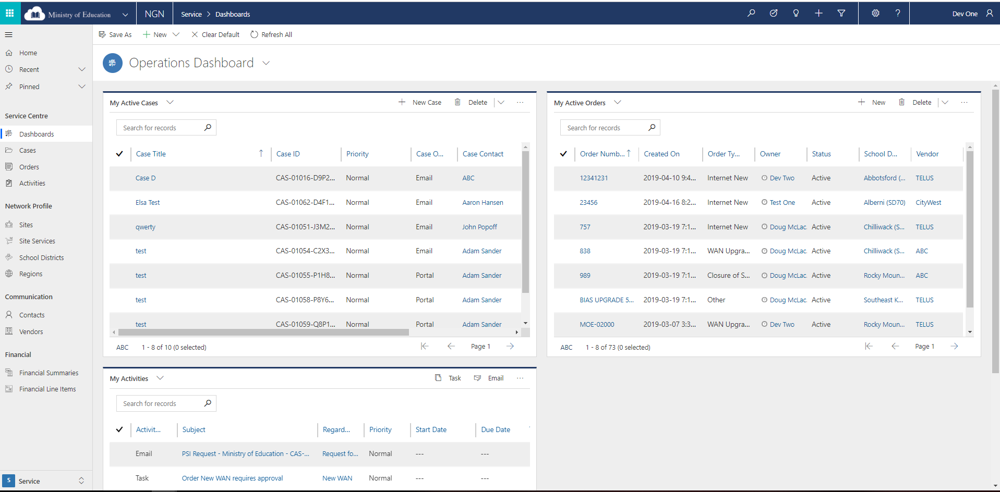 Ministry of Education NGN Service > Dashboards Dev One
Save As New Clear Default Refresh All
Home
Recent
Pinned
Service Centre
Dashboards
Cases
Orders
Activities
Network Profile
Sites
Site Services
School Districts
Regions
Communication
Contacts
Vendors
Financial
Financial Summaries
Financial Line Items
S Service
Operations Dashboard
My Active Cases New Case Delete ...
Search for records
Case Title Case ID Priority Case O... Case Contact
Case D CAS-01016-D9P2... Normal Email ABC
Elsa Test CAS-01062-D4F1... Normal Email Aaron Hansen
qwerty CAS-01051-J3M2... Normal Email John Popoff
test CAS-01054-C2X3... Normal Email Adam Sander
test CAS-01055-P1H8... Normal Portal Adam Sander
test CAS-01058-P8Y6... Normal Portal Adam Sander
test CAS-01059-Q8P1... Normal Portal Adam Sander
ABC 1 - 8 of 10 (0 selected) Page 1
My Active Orders New Delete ...
Search for records
Order Numb... Created On Order Ty... Owner Status School D... Vendor
12341231 2019-04-10 9:4... Internet New Dev Two Active Abbotsford (... TELUS
23456 2019-04-16 8:2... Internet New Test One Active Alberni (SD70) CityWest
757 2019-03-19 7:1... Internet New Doug McLac. Active Chilliwack (S... TELUS
838 2019-03-19 7:1... WAN Upgra... Doug McLac. Active Chilliwack (S... ABC
989 2019-03-19 7:1... Closure of S... Doug McLac. Active Rocky Moun... ABC
BIAS UPGRADE 5... 2019-03-19 7:1... Other Doug McLac. Active Southeast K... TELUS
MOE-02000 2019-03-07 3:3... WAN Upgra... Dev Two Active Rocky Moun... TELUS
ABC 1 - 8 of 73 (0 selected) Page 1
My Activities Task Email ...
Search for records
Activit... Subject Regard... Priority Start Date Due Date
Email PSI Request - Ministry of Education - CAS-... Request fo... Normal --- ---
Task Order New WAN requires approval New WAN Normal --- ---